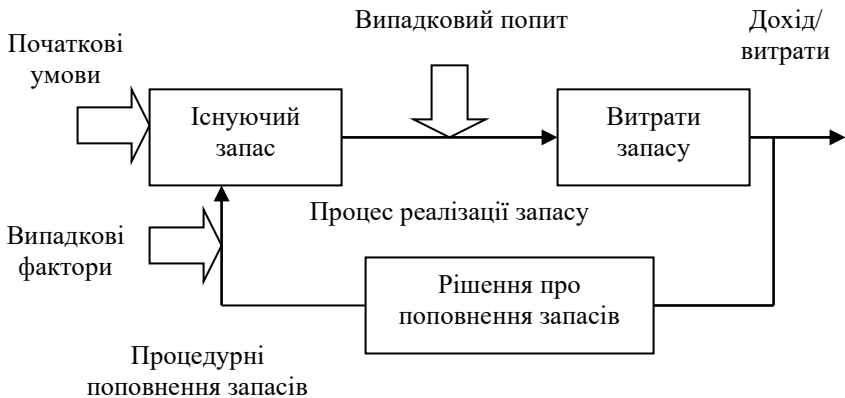 Початкові
умови
Випадковий попит
Дохід/
витрати
Існуючий
запас
Витрати
запасу
Процес реалізації запасу
Випадкові
фактори
Рішення про
поповнення запасів
Процедурні
поповнення запасів